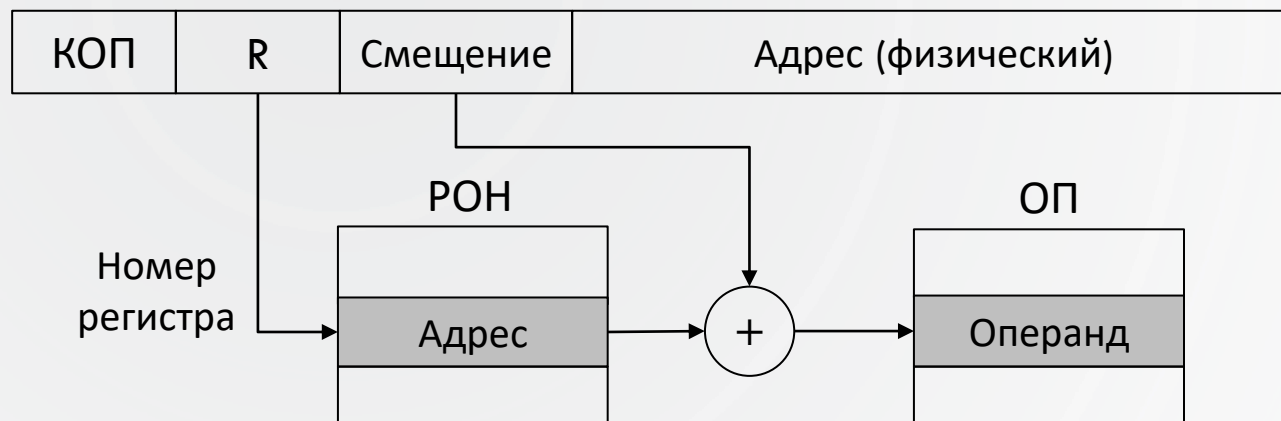 КОП R Смещение Адрес (физический)
РОН ОП
Номер
регистра
Адрес + Операнд